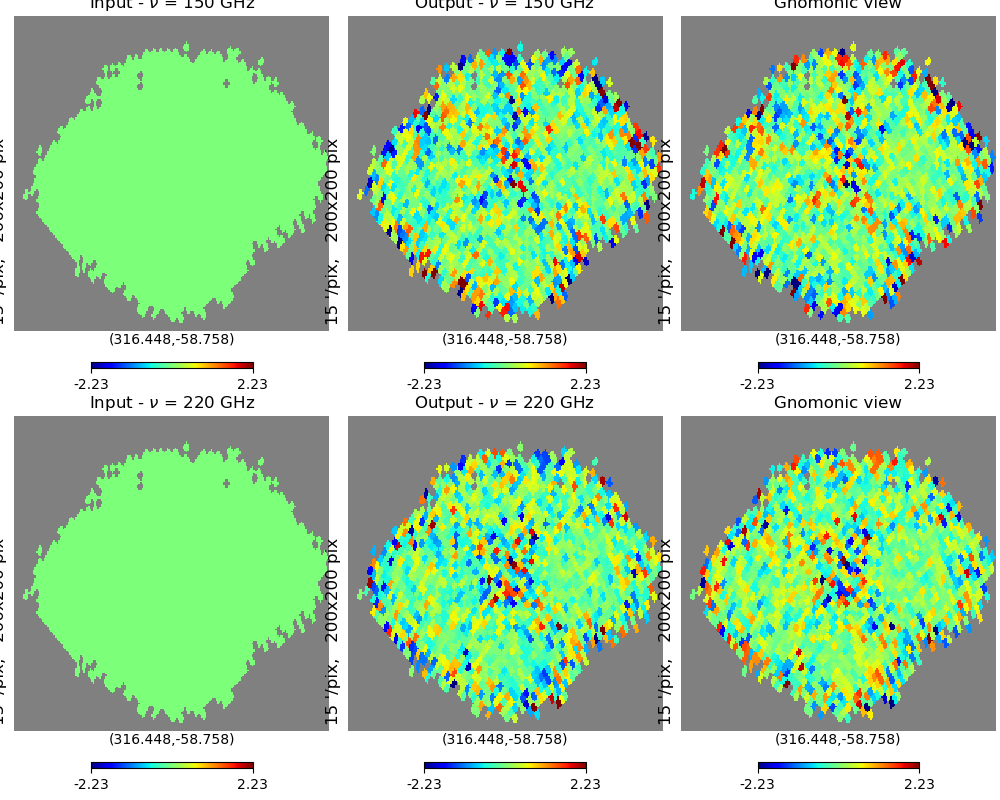 Input - ν = 150 GHz
Output - ν = 150 GHz
Gnomonic view
15 '/pix, 200x200 pix
15 '/pix, 200x200 pix
15 '/pix, 200x200 pix
(316.448,-58.758)
(316.448,-58.758)
(316.448,-58.758)
-2.23 2.23
-2.23 2.23
-2.23 2.23
Input - ν = 220 GHz
Output - ν = 220 GHz
Gnomonic view
15 '/pix, 200x200 pix
15 '/pix, 200x200 pix
15 '/pix, 200x200 pix
(316.448,-58.758)
(316.448,-58.758)
(316.448,-58.758)
-2.23 2.23
-2.23 2.23
-2.23 2.23